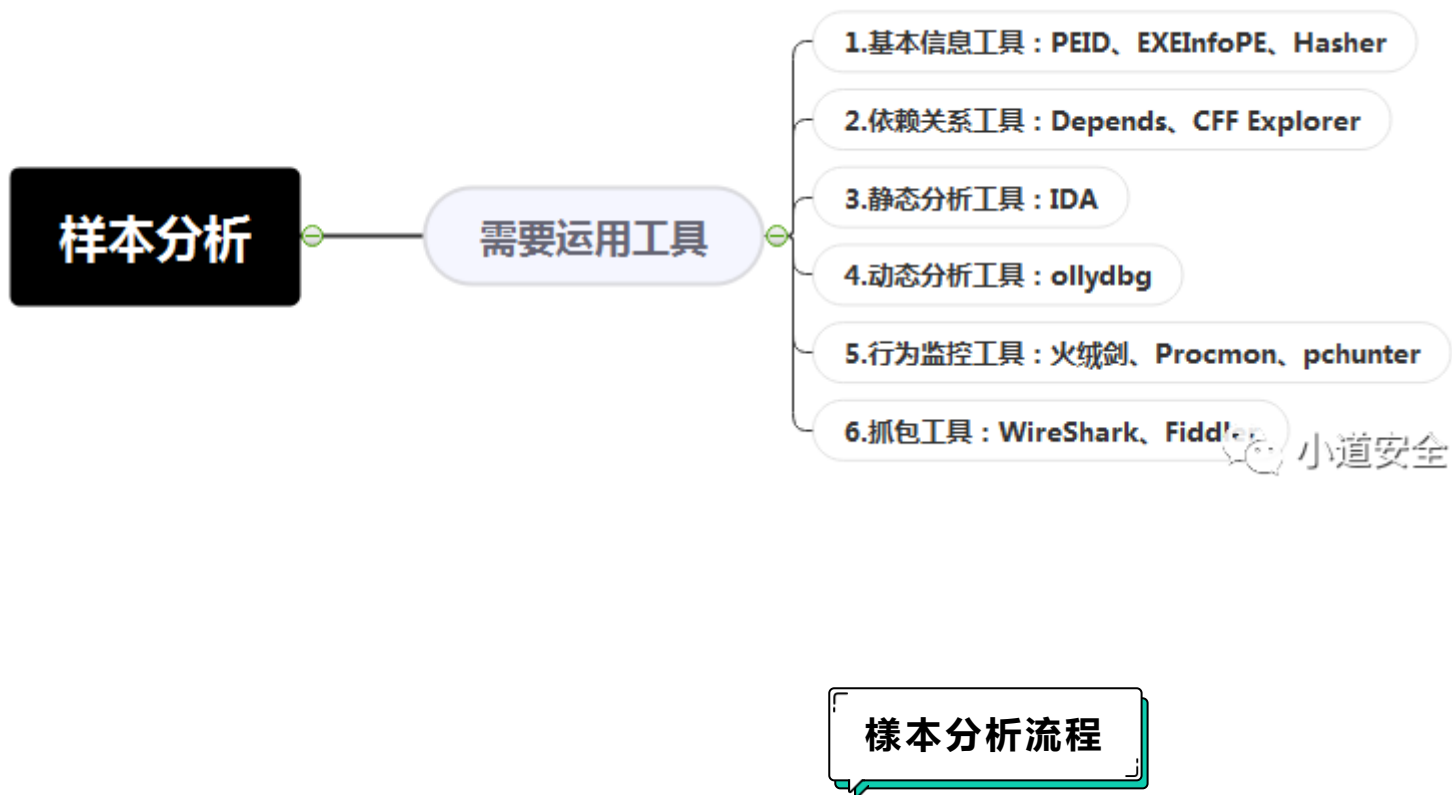 样本分析
需要运用工具
1.基本信息工具：PEID、EXEInfoPE、Hasher
2.依赖关系工具：Depends、CFF Explorer
3.静态分析工具：IDA
4.动态分析工具：ollydbg
5.行为监控工具：火绒剑、Procmon、pchunter
6.抓包工具：WireShark、Fiddler
小道安全
樣本分析流程